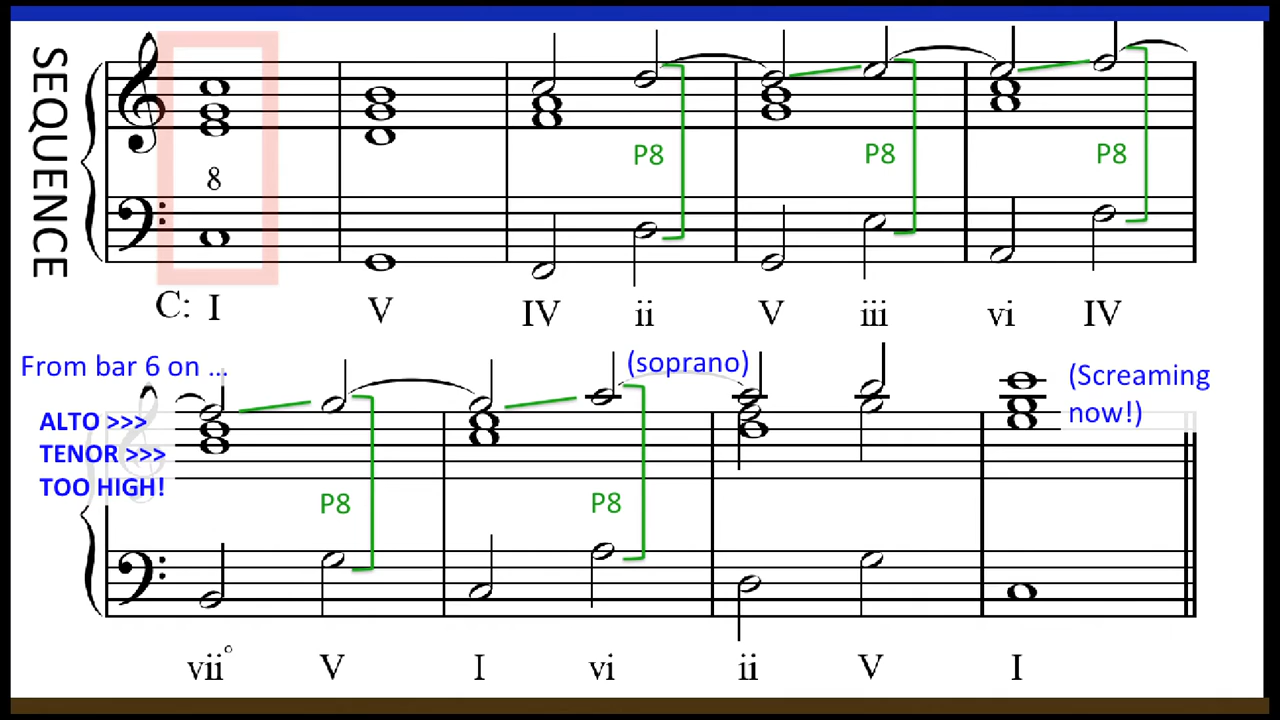 SEQUENCE
8
P8 P8 P8
C: I V IV ii V iii vi IV
From bar 6 on ...
(soprano)
(Screaming
now!)
ALTO >>>
TENOR >>>
TOO HIGH!
P8 P8
vii° V I vi ii V I